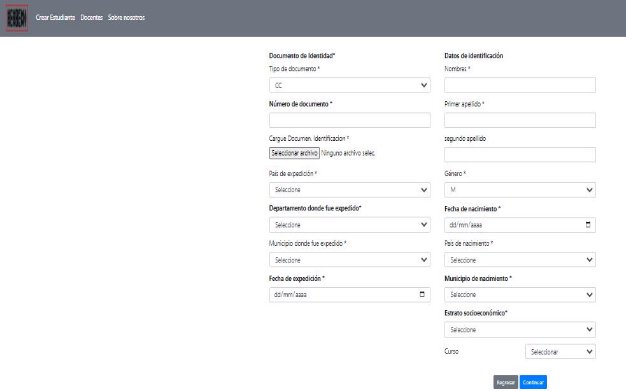 Crear Estudiante Docentes Sobre nosotros
Documento de Identidad*
Tipo de documento *
CC
Número de documento *
Cargue Documen. Identificacion *
Seleccionar archivo Ninguno archivo selec.
País de expedición *
Seleccione
Departamento donde fue expedido*
Seleccione
Municipio donde fue expedido *
Seleccione
Fecha de expedición *
dd/mm/aaaa
Datos de identificación
Nombres *
Primer apellido *
segundo apellido
Género *
M
Fecha de nacimiento *
dd/mm/aaaa
País de nacimiento *
Seleccione
Municipio de nacimiento *
Seleccione
Estrato socioeconómico*
Seleccione
Curso Seleccionar
Regresar Continuar